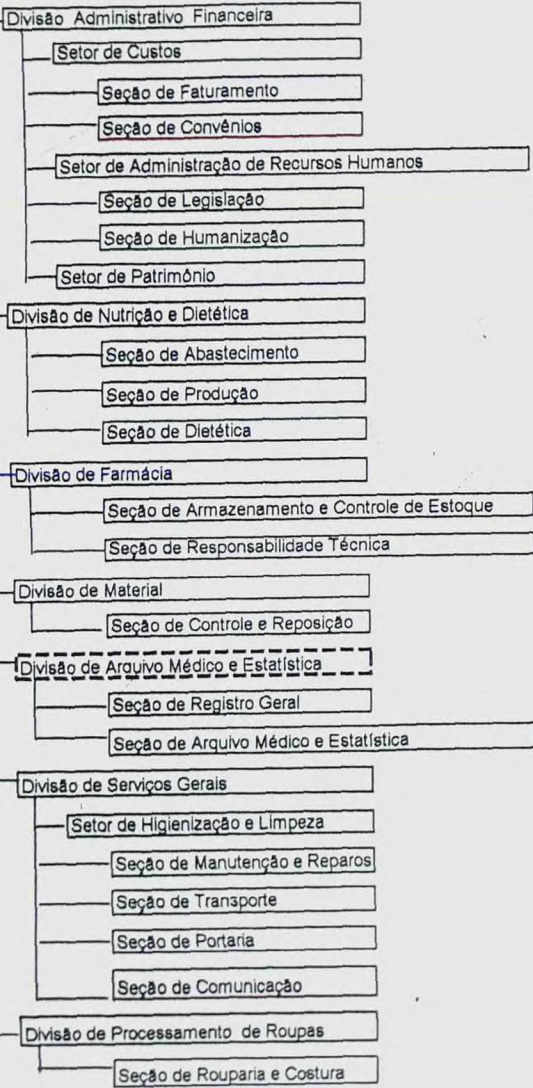 Divisão Administrativo Financeira
Setor de Custos
Seção de Faturamento
Seção de Convênios
Setor de Administração de Recursos Humanos
Seção de Legislação
Seção de Humanização
Setor de Patrimônio
Divisão de Nutrição e Dietética
Seção de Abastecimento
Seção de Produção
Seção de Dietética
Divisão de Farmácia
Seção de Armazenamento e Controle de Estoque
Seção de Responsabilidade Técnica
Divisão de Material
Seção de Controle e Reposição
Divisão de Arquivo Médico e Estatística
Seção de Registro Geral
Seção de Arquivo Médico e Estatística
Divisão de Serviços Gerais
Setor de Higienização e Limpeza
Seção de Manutenção e Reparos
Seção de Transporte
Seção de Portaria
Seção de Comunicação
Divisão de Processamento de Roupas
Seção de Rouparia e Costura